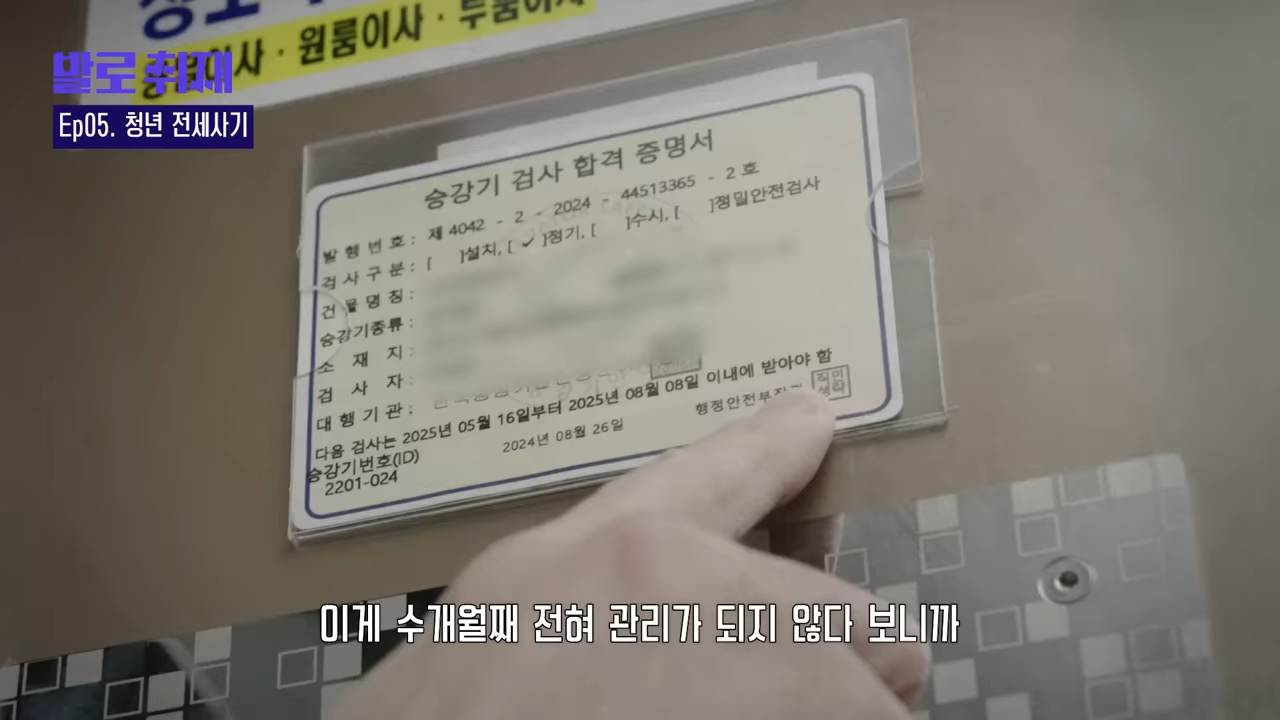 원룸이사 · 투룸이사
발로취재
Ep05. 청년 전세사기
승강기 검사 합격 증명서
발 행 번 호 : 제 4042 - 2 - 2024 - 44513365 - 2 호
검 사 구 분 : [ ]설치, [✓]정기, [ ]수시, [ ]정밀안전검사
건 물 명 칭 :
승강기종류 :
소 재 지 :
검 사 자 :
대 행 기 관 :
다음 검사는 2025년 05월 16일부터 2025년 08월 08일 이내에 받아야 함
2024년 08월 26일
행정안전부장관
직인
생략
승강기번호(ID)
2201-024
이게 수개월째 전혀 관리가 되지 않다 보니까